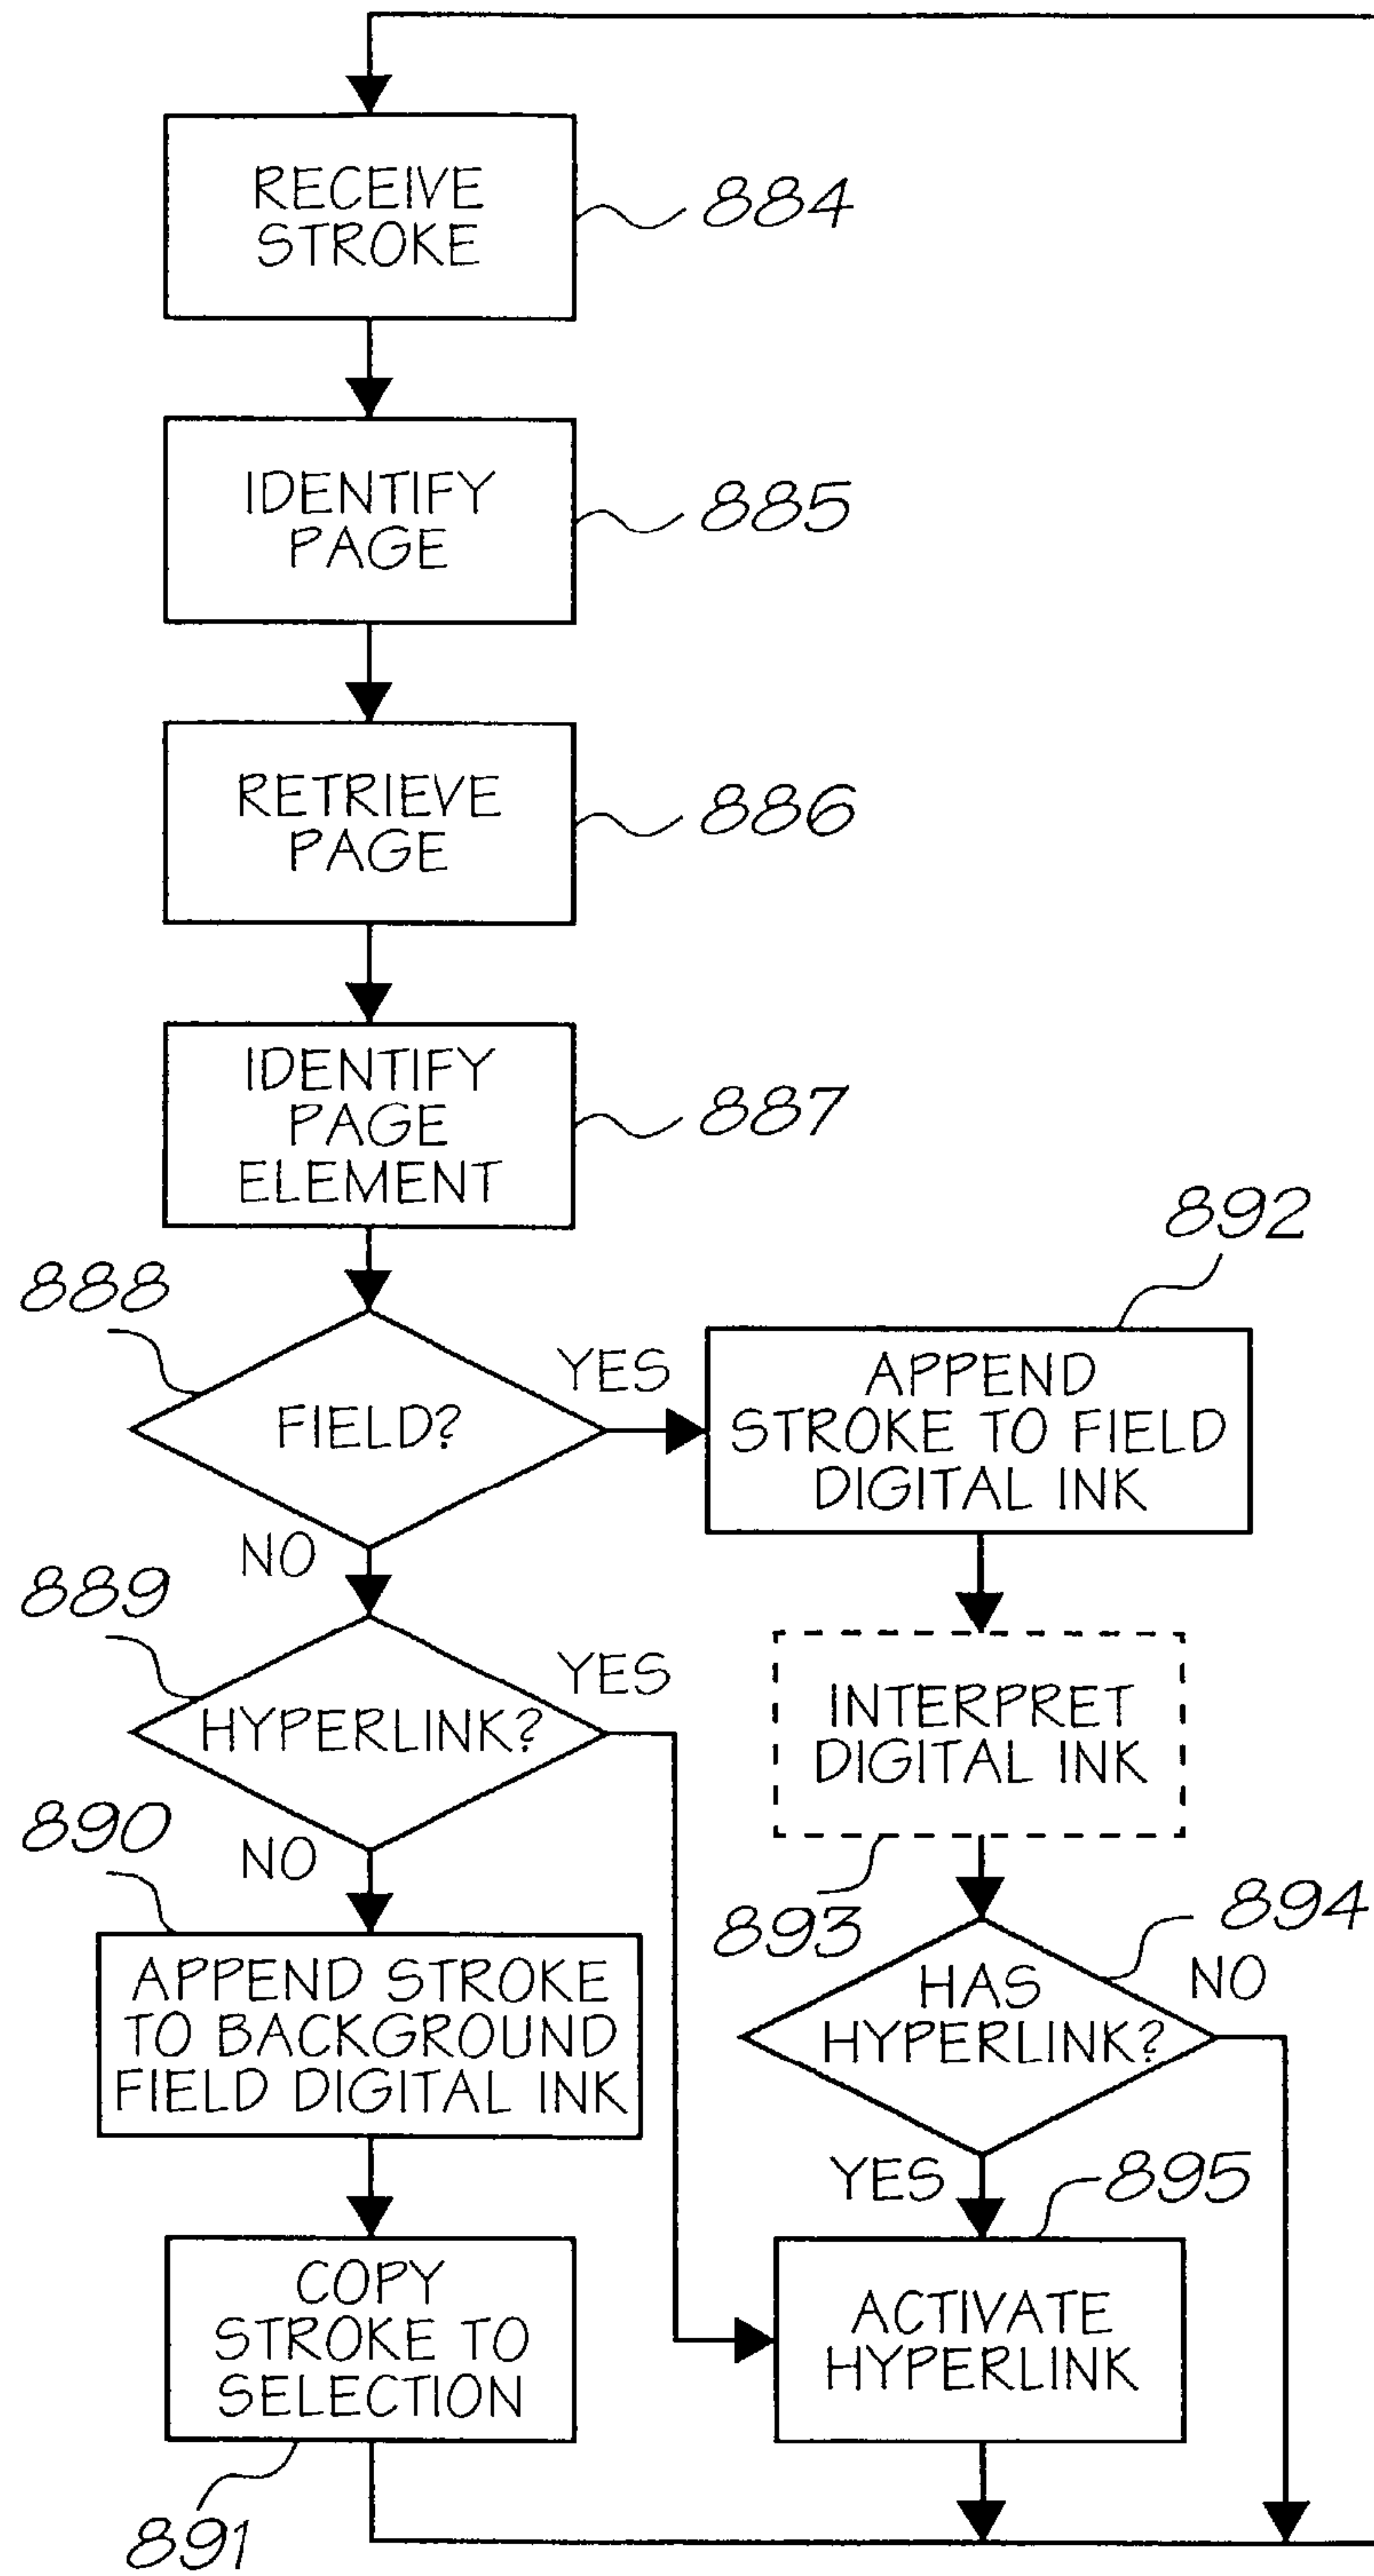 RECEIVE
STROKE
884
IDENTIFY
PAGE
885
RETRIEVE
PAGE
886
IDENTIFY
PAGE
ELEMENT
887
888
FIELD?
YES
NO
892
APPEND
STROKE TO FIELD
DIGITAL INK
889
HYPERLINK?
YES
NO
INTERPRET
DIGITAL INK
893
890
APPEND STROKE
TO BACKGROUND
FIELD DIGITAL INK
894
HAS
HYPERLINK?
NO
YES
895
COPY
STROKE TO
SELECTION
891
ACTIVATE
HYPERLINK